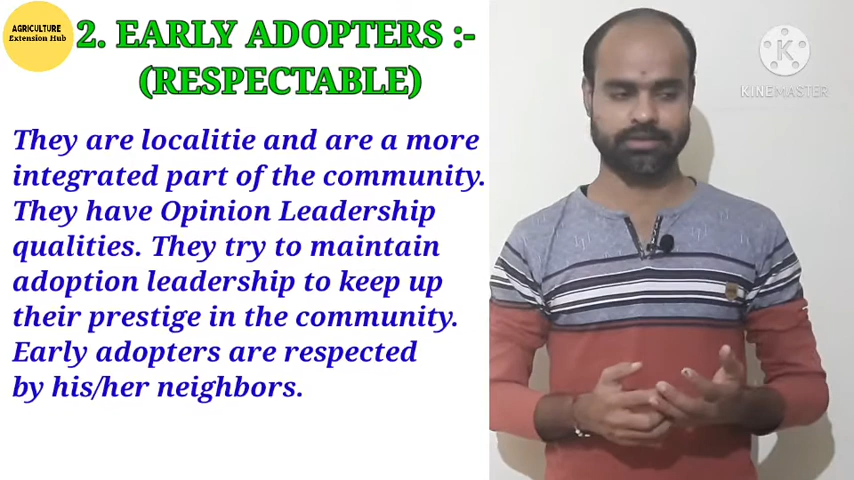 AGRICULTURE
Extension Hub
2. EARLY ADOPTERS :-
(RESPECTABLE)
They are localitie and are a more
integrated part of the community.
They have Opinion Leadership
qualities. They try to maintain
adoption leadership to keep up
their prestige in the community.
Early adopters are respected
by his/her neighbors.
K
KINEMASTER